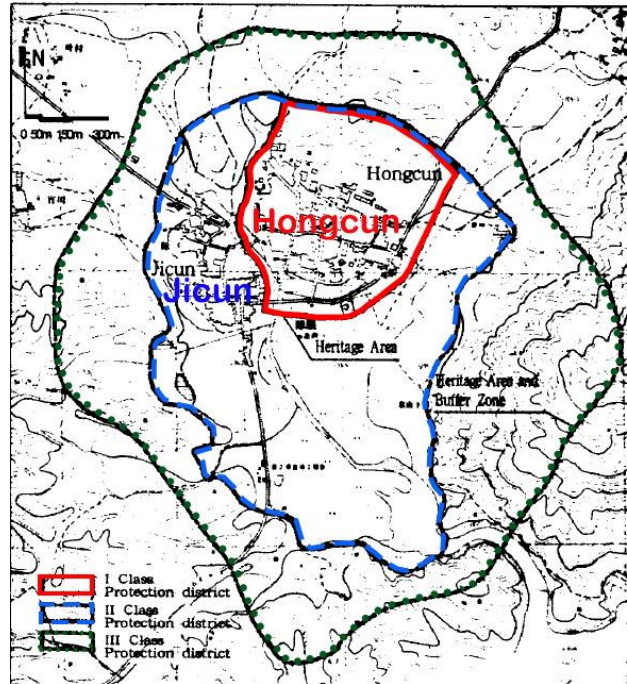 N
0 50m 150m 300m
Hongcun
Hongcun
Jicun
Jicun
Heritage Area
Heritage Area and
Buffer Zone
I Class
Protection district
II Class
Protection district
III Class
Protection district